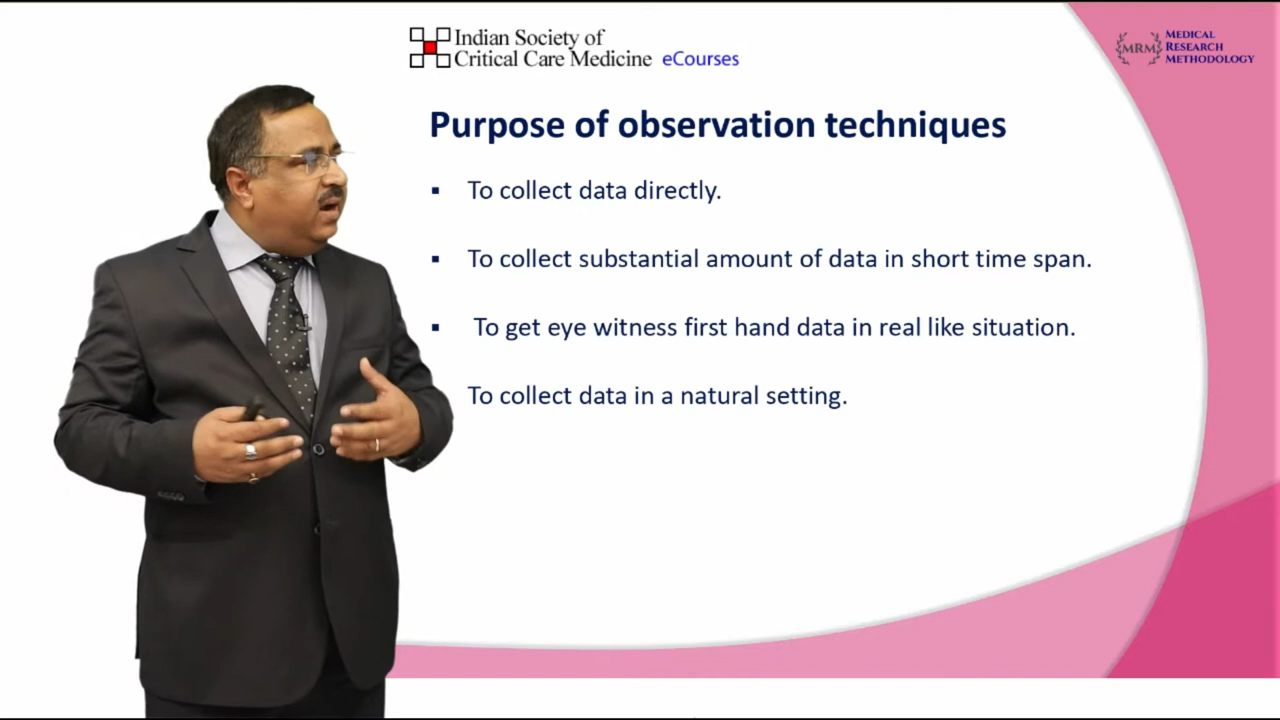 Indian Society of
Critical Care Medicine eCourses
MRM
MEDICAL
RESEARCH
METHODOLOGY
Purpose of observation techniques
▪ To collect data directly.
▪ To collect substantial amount of data in short time span.
▪ To get eye witness first hand data in real like situation.
To collect data in a natural setting.